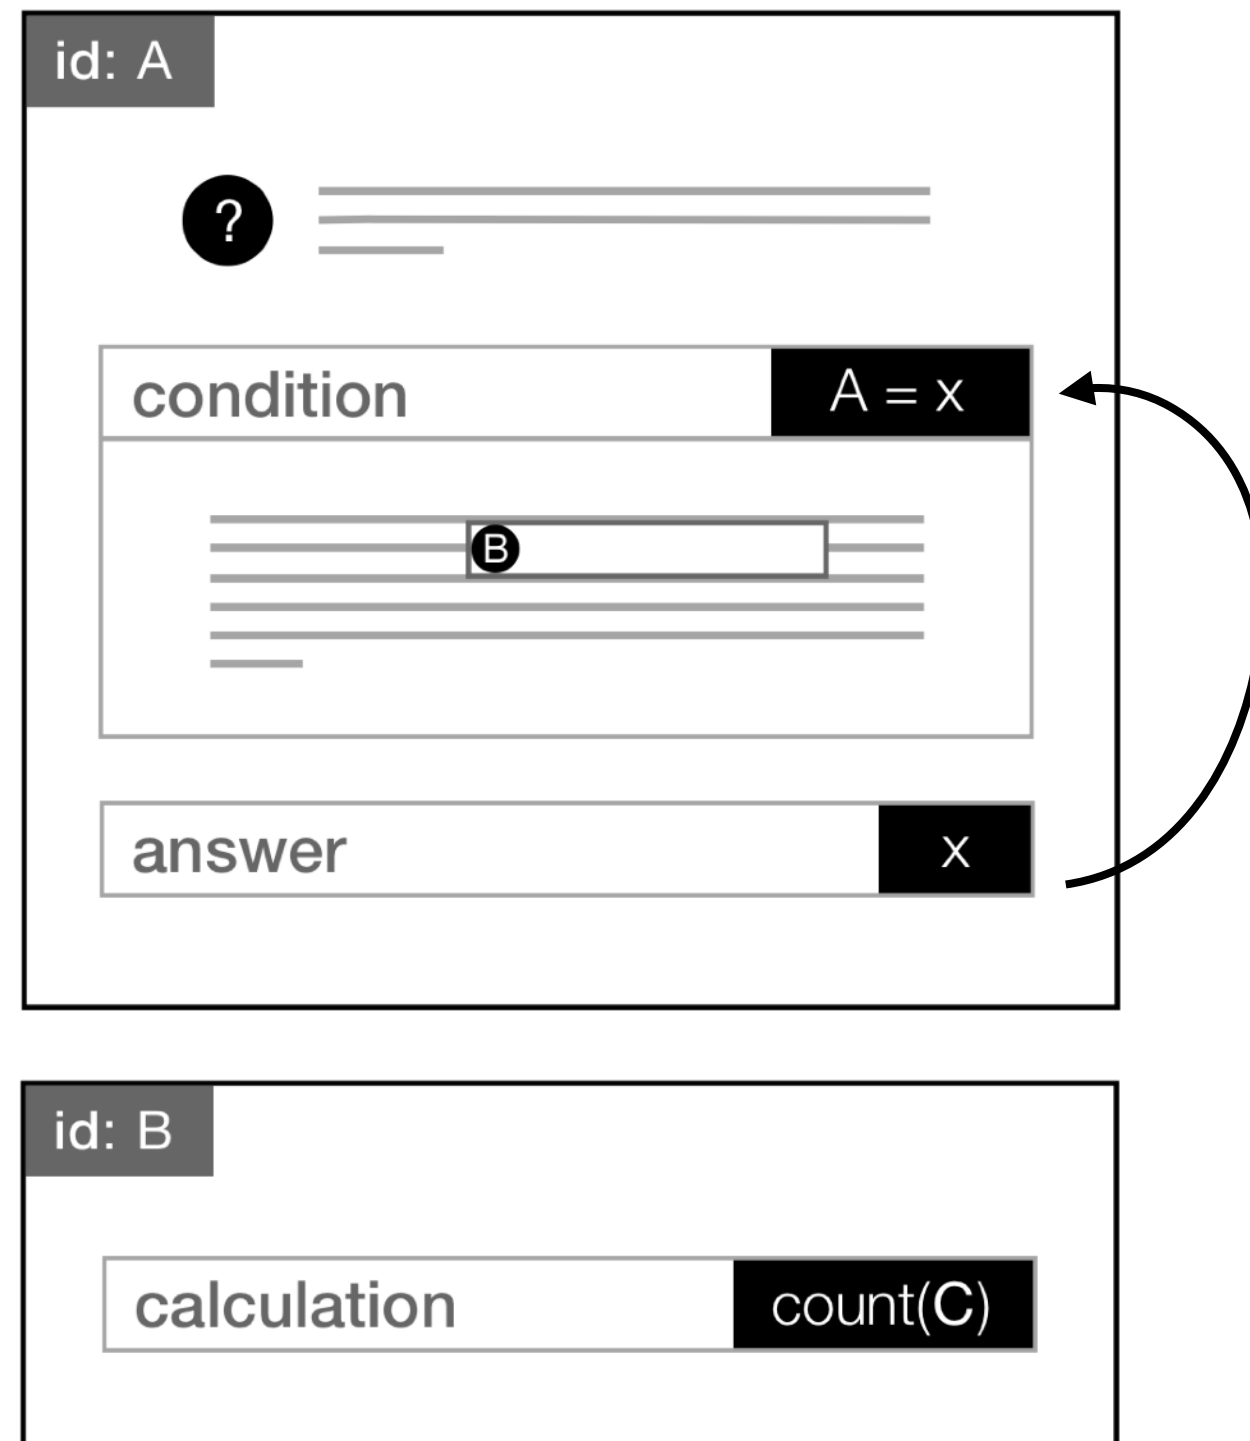 id: A
?
condition A = x
B
answer x
id: B
calculation count(C)